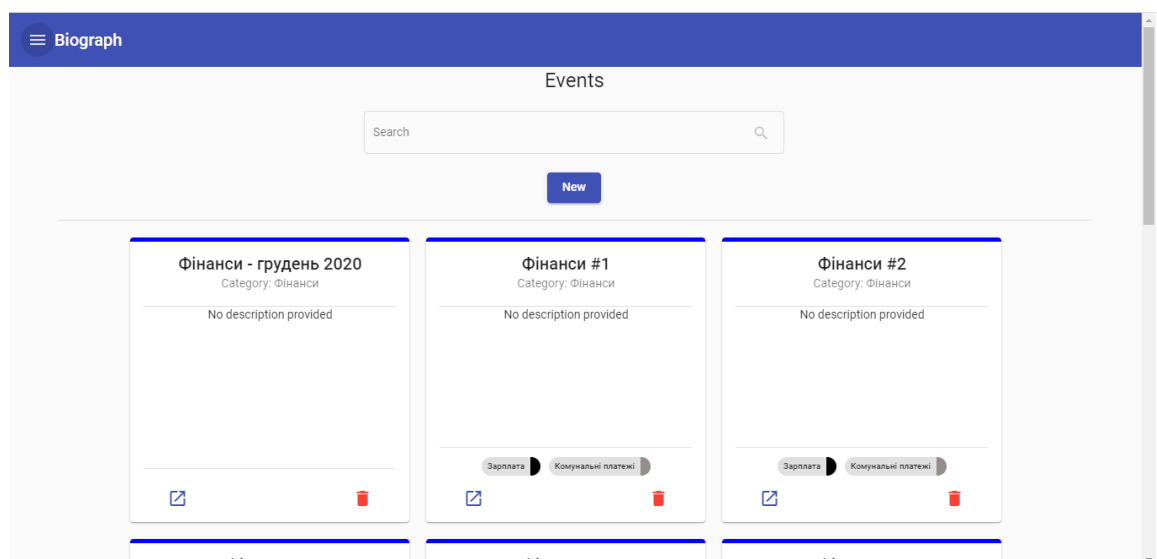 Biograph
Events
Search
New
Фінанси - грудень 2020
Category: Фінанси
No description provided
Фінанси #1
Category: Фінанси
No description provided
Зарплата Комунальні платежі
Фінанси #2
Category: Фінанси
No description provided
Зарплата Комунальні платежі